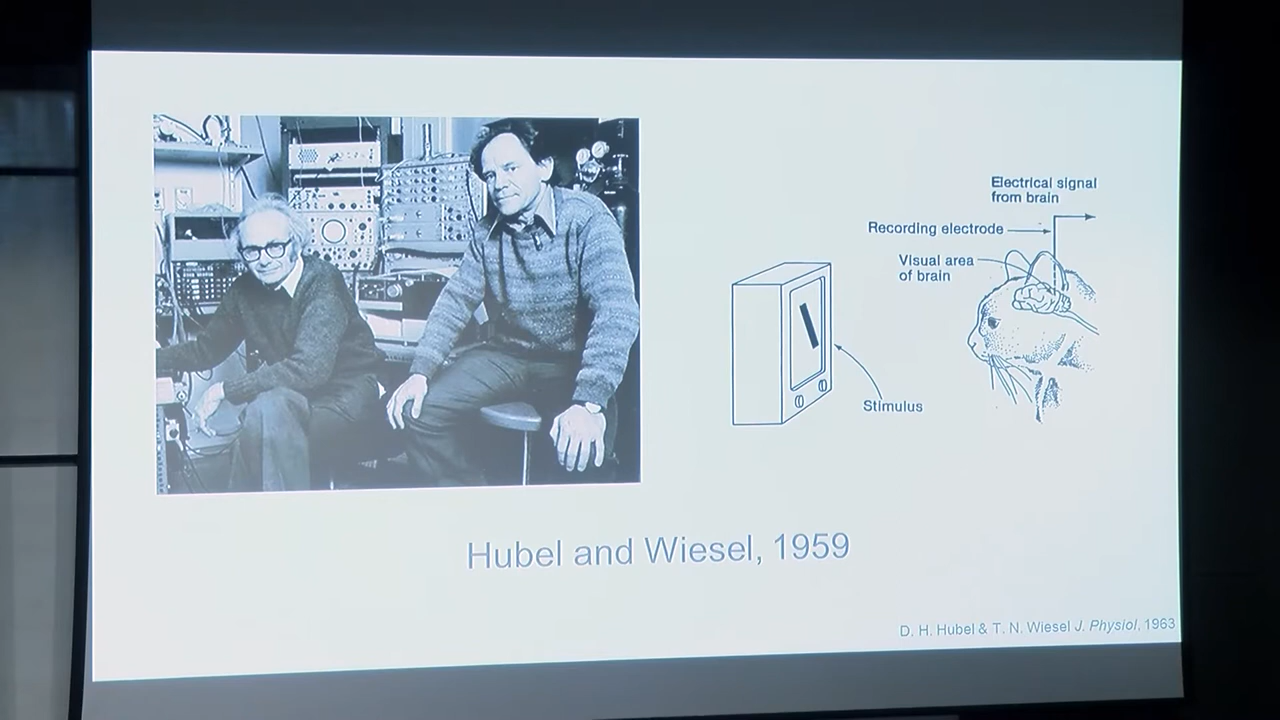 Electrical signal
from brain
Recording electrode
Visual area
of brain
Stimulus
Hubel and Wiesel, 1959
D. H. Hubel & T. N. Wiesel J. Physiol, 1963